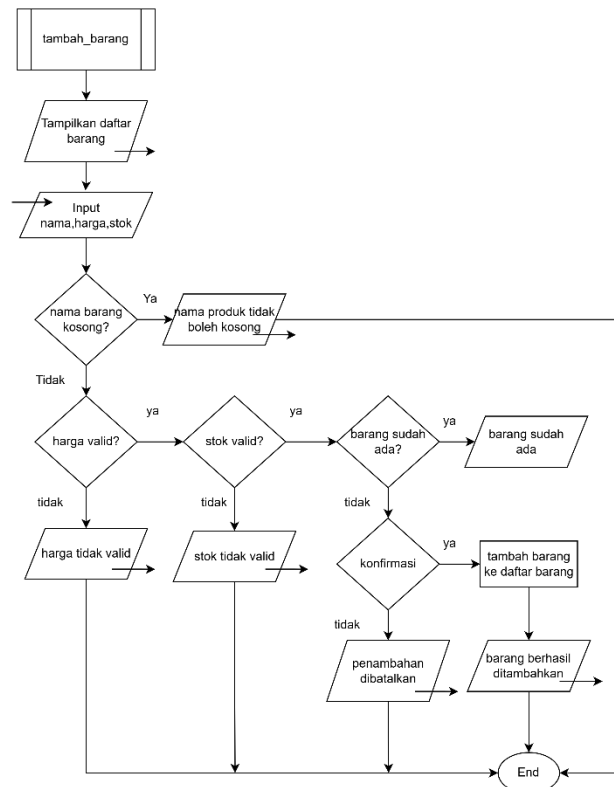 tambah_barang
Tampilkan daftar
barang
Input
nama,harga,stok
nama barang
kosong?
Ya
nama produk tidak
boleh kosong
Tidak
harga valid?
ya
stok valid?
ya
barang sudah
ada?
ya
barang sudah
ada
tidak
tidak
tidak
harga tidak valid
stok tidak valid
konfirmasi
ya
tambah barang
ke daftar barang
tidak
penambahan
dibatalkan
barang berhasil
ditambahkan
End